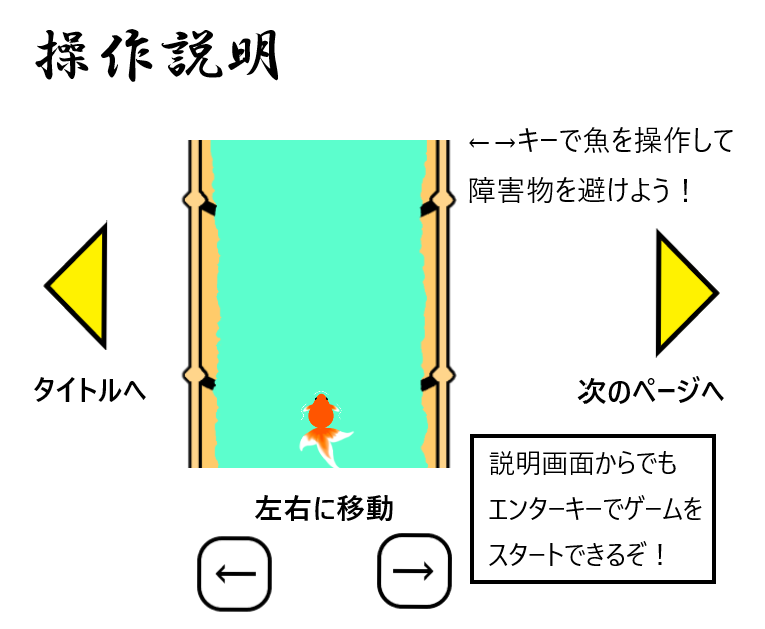 操作説明
←→キーで魚を操作して
障害物を避けよう！
タイトルへ
次のページへ
説明画面からでも
エンターキーでゲームを
スタートできるぞ！
左右に移動
← →